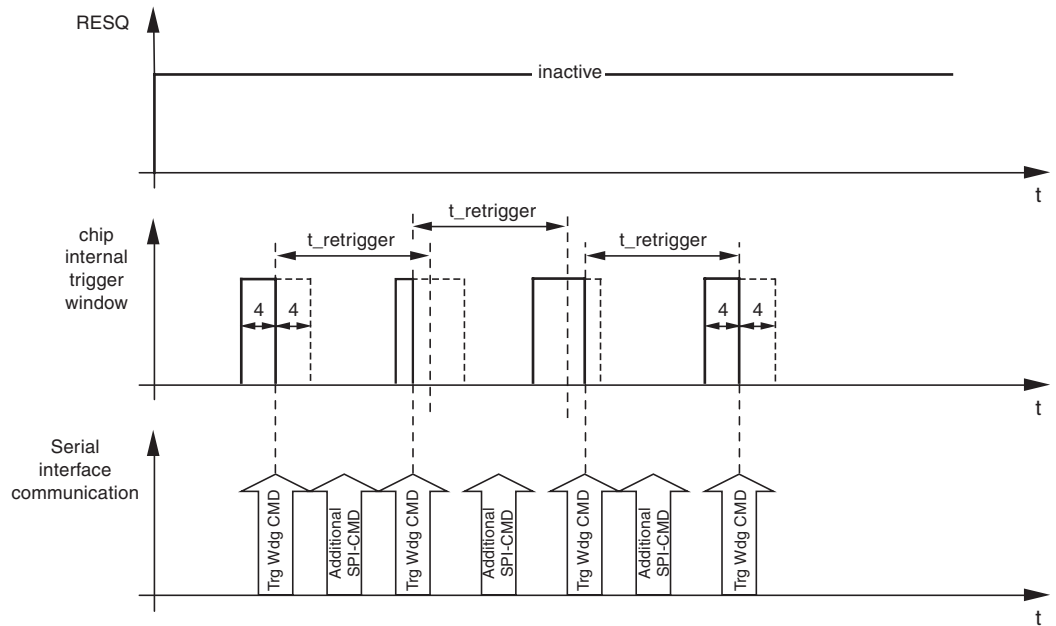 RESQ
inactive
t
chip
internal
trigger
window
t_retrigger
t_retrigger
t_retrigger
4
4
4
4
t
Serial
interface
communication
Trg Wdg CMD
Additional
SPI-CMD
Trg Wdg CMD
Additional
SPI-CMD
Trg Wdg CMD
Additional
SPI-CMD
Trg Wdg CMD
t